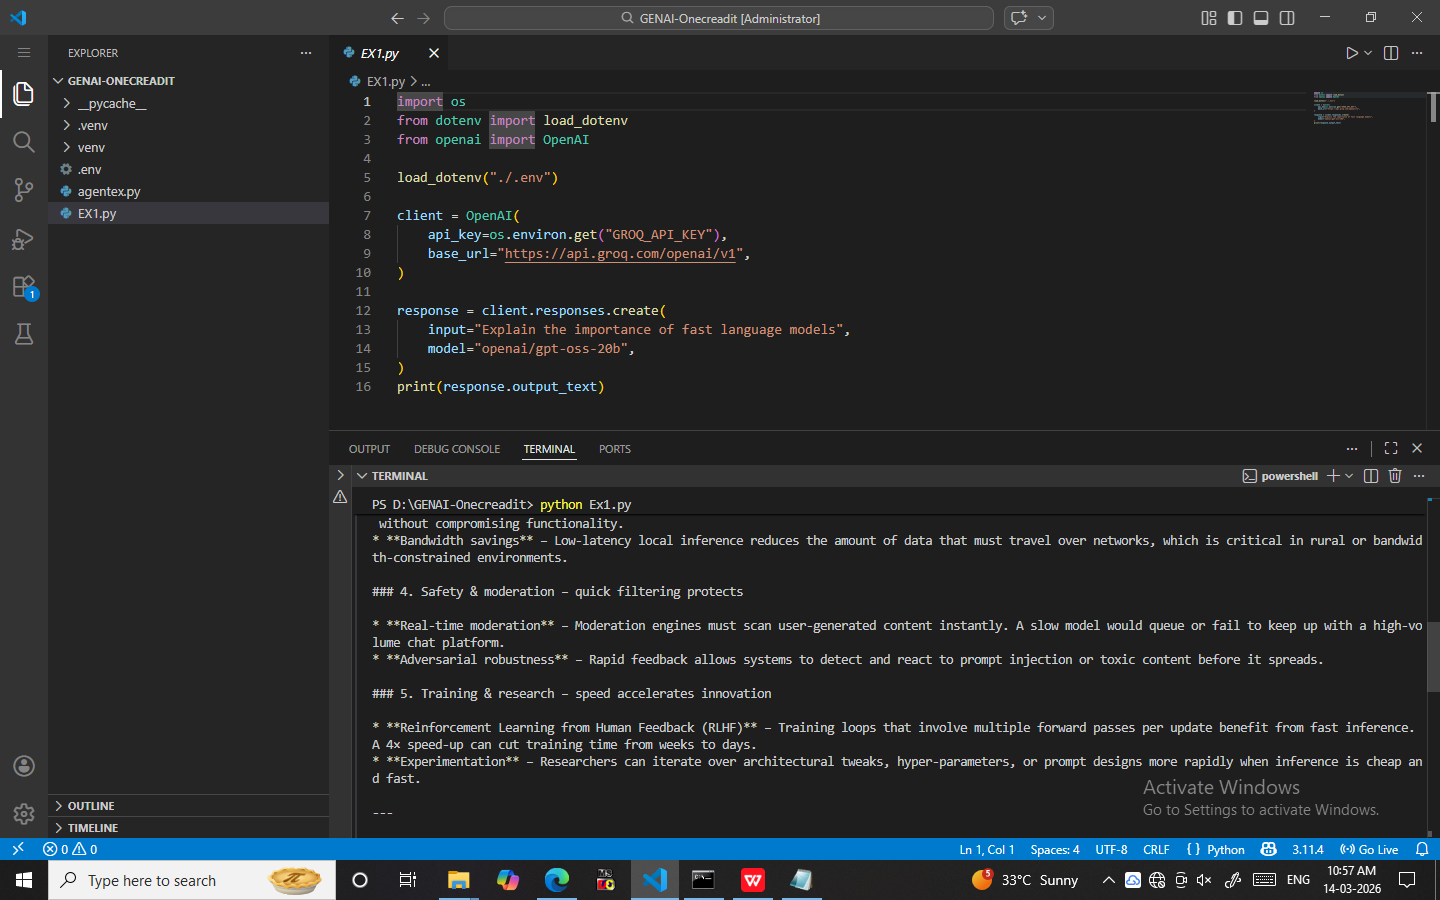 GENAI-Onecreadit [Administrator]
EXPLORER
GENAI-ONECREADIT
__pycache__
.venv
venv
.env
agentex.py
EX1.py
OUTLINE
TIMELINE
1
EX1.py
EX1.py > ...
1 import os
2 from dotenv import load_dotenv
3 from openai import OpenAI
4
5 load_dotenv("./.env")
6
7 client = OpenAI(
8 api_key=os.environ.get("GROQ_API_KEY"),
9 base_url="https://api.groq.com/openai/v1",
10 )
11
12 response = client.responses.create(
13 input="Explain the importance of fast language models",
14 model="openai/gpt-oss-20b",
15 )
16 print(response.output_text)
OUTPUT DEBUG CONSOLE TERMINAL PORTS
TERMINAL
powershell
PS D:\GENAI-Onecreadit> python Ex1.py
without compromising functionality.
* **Bandwidth savings** – Low-latency local inference reduces the amount of data that must travel over networks, which is critical in rural or bandwid
th-constrained environments.
### 4. Safety & moderation – quick filtering protects
* **Real-time moderation** – Moderation engines must scan user-generated content instantly. A slow model would queue or fail to keep up with a high-vo
lume chat platform.
* **Adversarial robustness** – Rapid feedback allows systems to detect and react to prompt injection or toxic content before it spreads.
### 5. Training & research – speed accelerates innovation
* **Reinforcement Learning from Human Feedback (RLHF)** – Training loops that involve multiple forward passes per update benefit from fast inference.
A 4× speed-up can cut training time from weeks to days.
* **Experimentation** – Researchers can iterate over architectural tweaks, hyper-parameters, or prompt designs more rapidly when inference is cheap an
d fast.
---
Activate Windows
Go to Settings to activate Windows.
0 0
Ln 1, Col 1 Spaces: 4 UTF-8 CRLF { } Python 3.11.4 Go Live
Type here to search
5
33°C Sunny
ENG
10:57 AM
14-03-2026